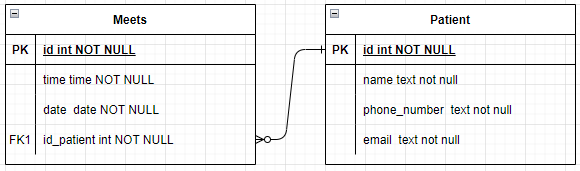 Meets
PK id int NOT NULL
time time NOT NULL
date date NOT NULL
FK1 id_patient int NOT NULL
Patient
PK id int NOT NULL
name text not null
phone_number text not null
email text not null